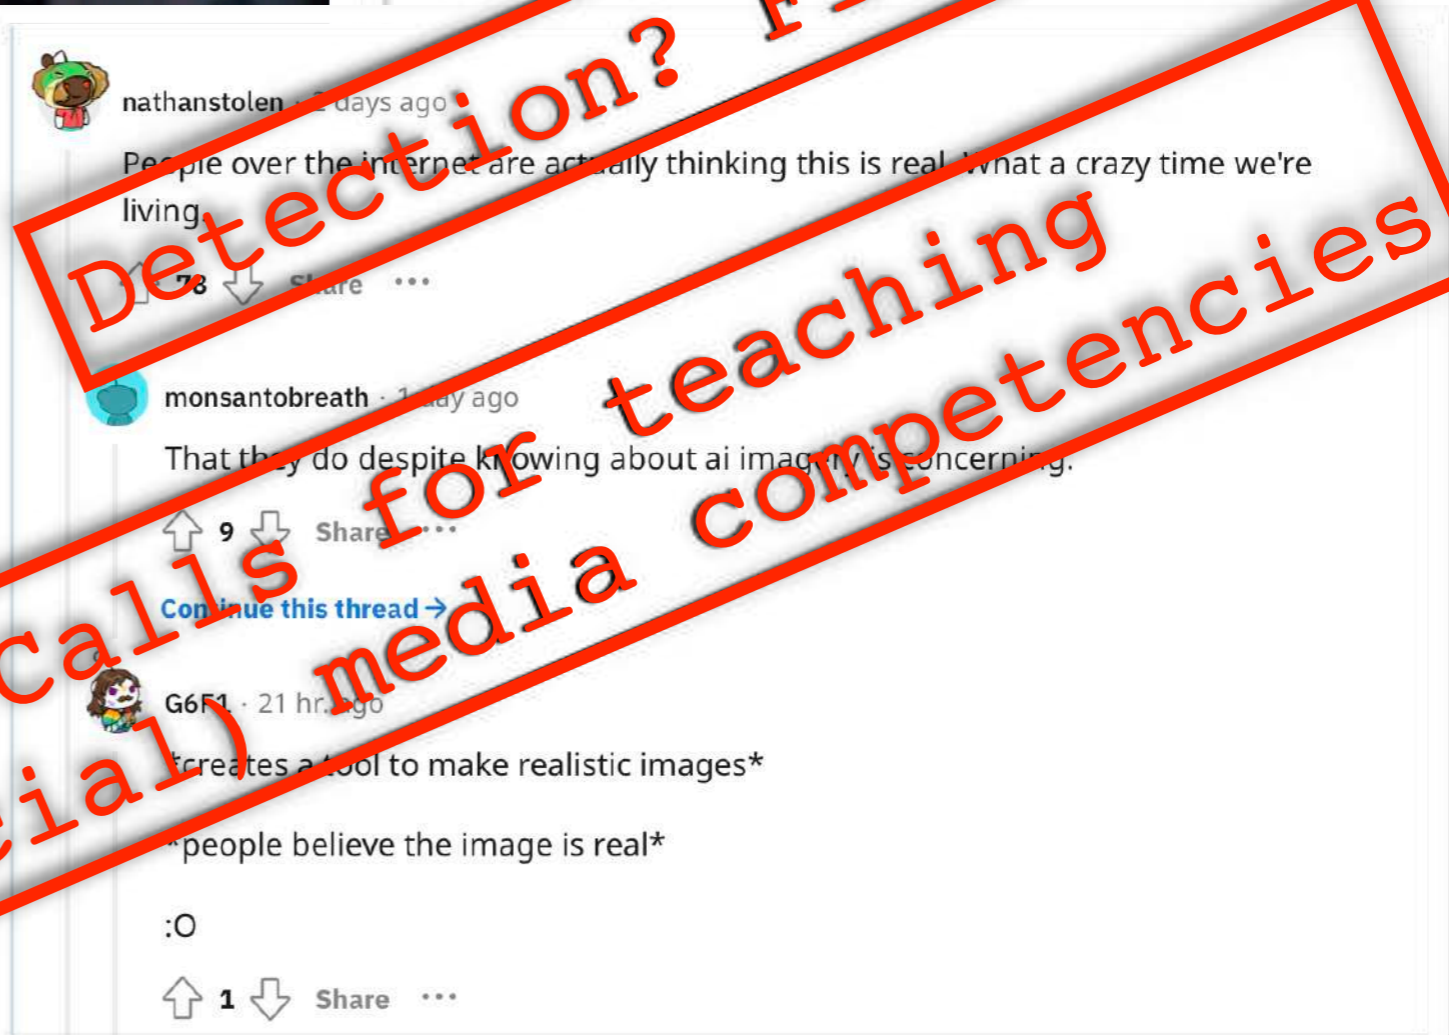 nathanstolen · 2 days ago
People over the internet are actually thinking this is real. What a crazy time we're
living.
78 Share ...
Detection?
monsantobreath · 1 day ago
That they do despite knowing about ai imagery is concerning.
9 Share ...
Continue this thread →
Calls for teaching
media competencies
G6F1 · 21 hr. ago
*creates a tool to make realistic images*
*people believe the image is real*
:O
1 Share ...